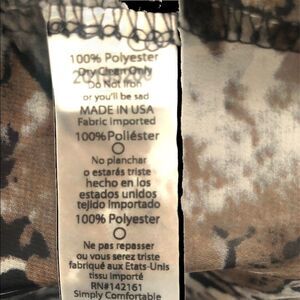 100% Polyester
Dry Clean Only
Do Not Iron
or you'll be sad
MADE IN USA
Fabric Imported
100% Poliéster
No planchar
o estarás triste
hecho en los
estados unidos
tejido importado
100% Polyester
Ne pas repasser
ou vous serez triste
fabriqué aux Etats-Unis
tissu importé
RN#142161
Simply Comfortable